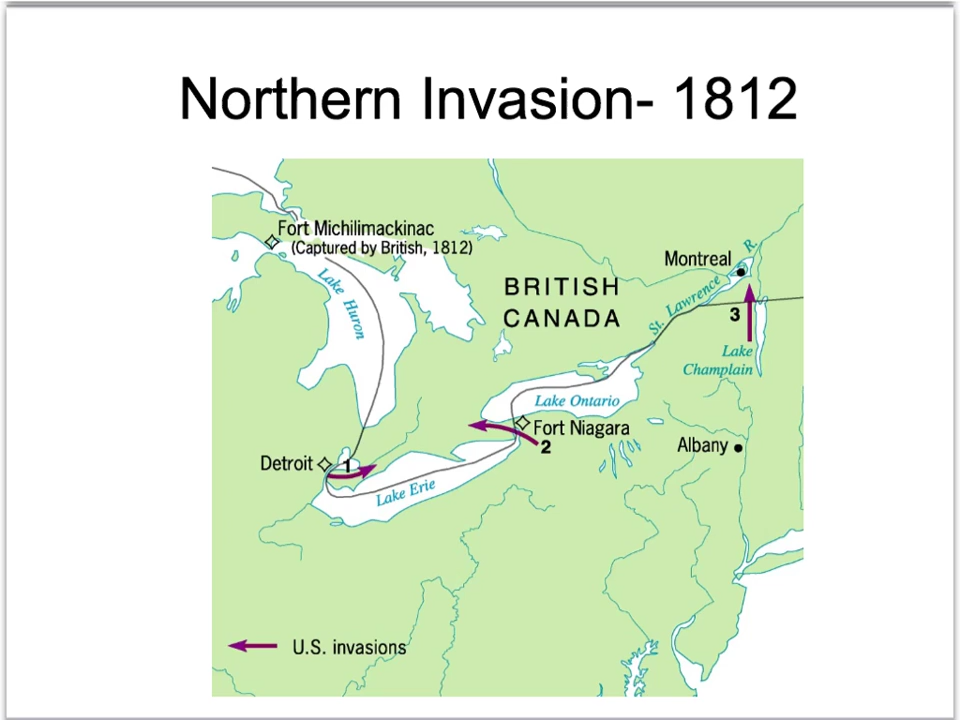 Northern Invasion- 1812
Fort Michilimackinac
(Captured by British, 1812)
Lake Huron
BRITISH
CANADA
Montreal
St. Lawrence R.
3
Lake
Champlain
Lake Ontario
Fort Niagara
2
Albany
Detroit
1
Lake Erie
U.S. invasions